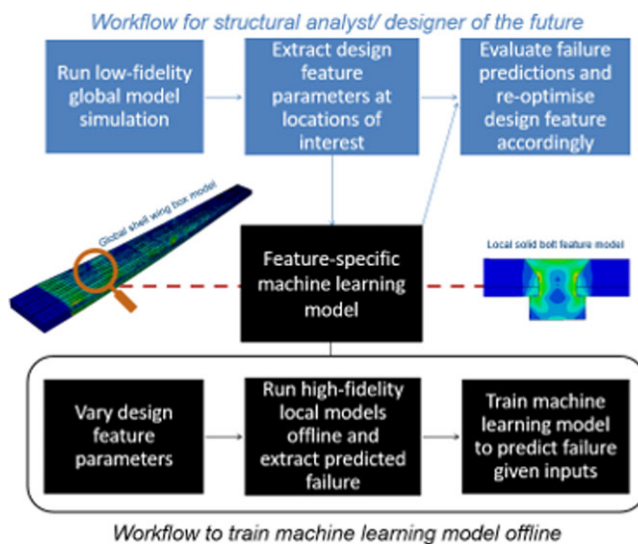 Workflow for structural analyst/ designer of the future
Run low-fidelity
global model
simulation
Extract design
feature
parameters at
locations of
interest
Evaluate failure
predictions and
re-optimise
design feature
accordingly
Global shell wing box model
Feature-specific
machine learning
model
Local solid bolt feature model
Vary design
feature
parameters
Run high-fidelity
local models
offline and
extract predicted
failure
Train machine
learning model
to predict failure
given inputs
Workflow to train machine learning model offline